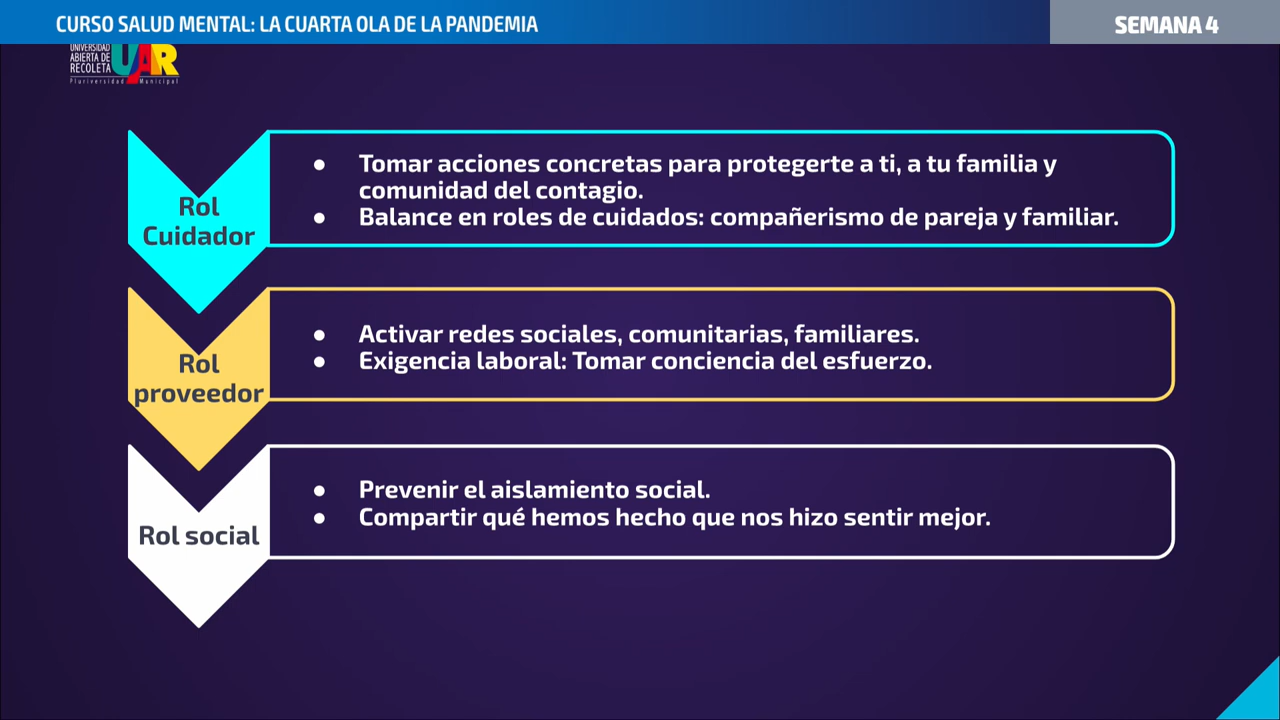 CURSO SALUD MENTAL: LA CUARTA OLA DE LA PANDEMIA
SEMANA 4
UNIVERSIDAD
ABIERTA DE
RECOLETA
UAR
Pluriversidad Municipal
Rol
Cuidador
● Tomar acciones concretas para protegerte a ti, a tu familia y
comunidad del contagio.
● Balance en roles de cuidados: compañerismo de pareja y familiar.
Rol
proveedor
● Activar redes sociales, comunitarias, familiares.
● Exigencia laboral: Tomar conciencia del esfuerzo.
Rol social
● Prevenir el aislamiento social.
● Compartir qué hemos hecho que nos hizo sentir mejor.